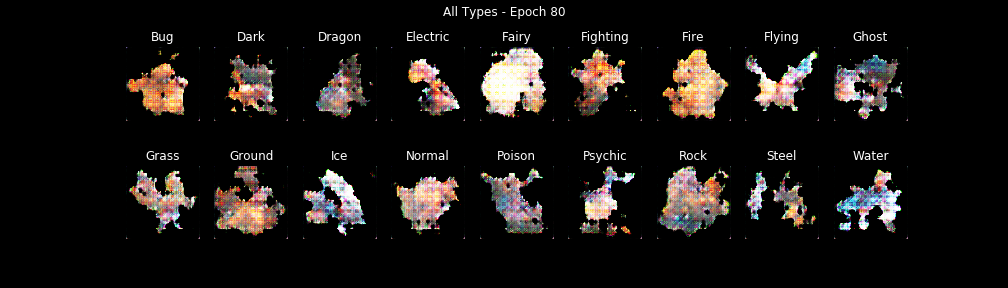 All Types - Epoch 80
Bug Dark Dragon Electric Fairy Fighting Fire Flying Ghost
Grass Ground Ice Normal Poison Psychic Rock Steel Water